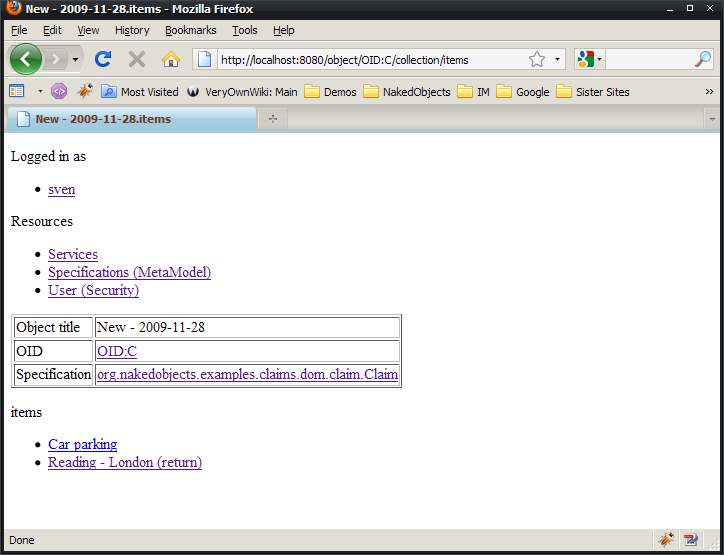 New - 2009-11-28.items - Mozilla Firefox
File Edit View History Bookmarks Tools Help
http://localhost:8080/object/OID:C/collection/items
Most Visited VeryOwnWiki: Main Demos NakedObjects IM Google Sister Sites »
New - 2009-11-28.items
Logged in as
sven
Resources
Services
Specifications (MetaModel)
User (Security)
Object title New - 2009-11-28
OID OID:C
Specification org.nakedobjects.examples.claims.dom.claim.Claim
items
Car parking
Reading - London (return)
Done